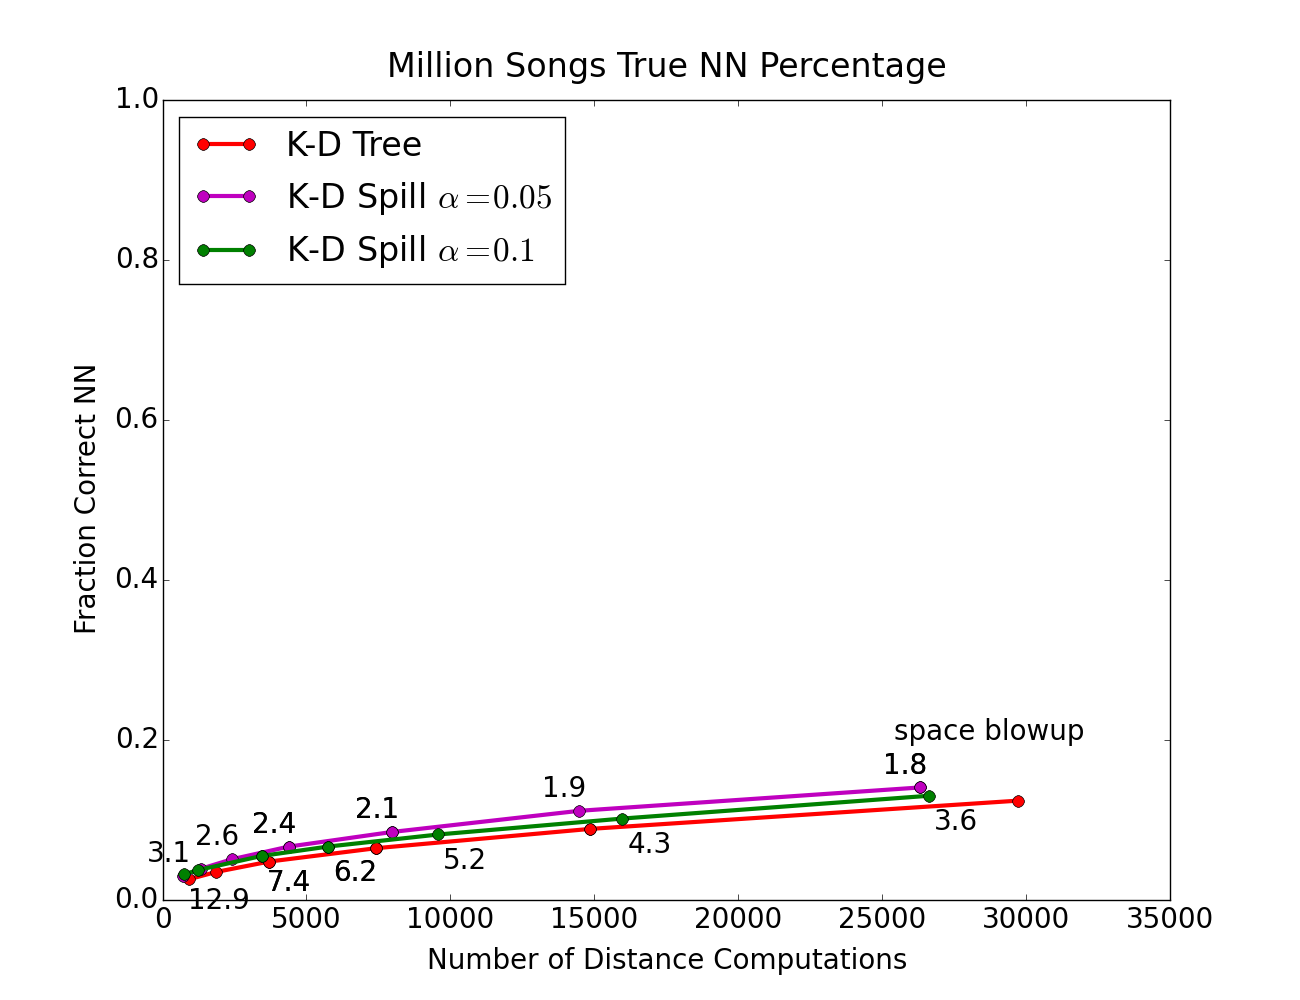 Million Songs True NN Percentage
1.0
0.8
0.6
0.4
0.2
0.0
Fraction Correct NN
K-D Tree
K-D Spill α=0.05
K-D Spill α=0.1
space blowup
1.8
1.9
2.1
2.4
2.6
3.1
3.6
4.3
5.2
6.2
7.4
12.9
0 5000 10000 15000 20000 25000 30000 35000
Number of Distance Computations